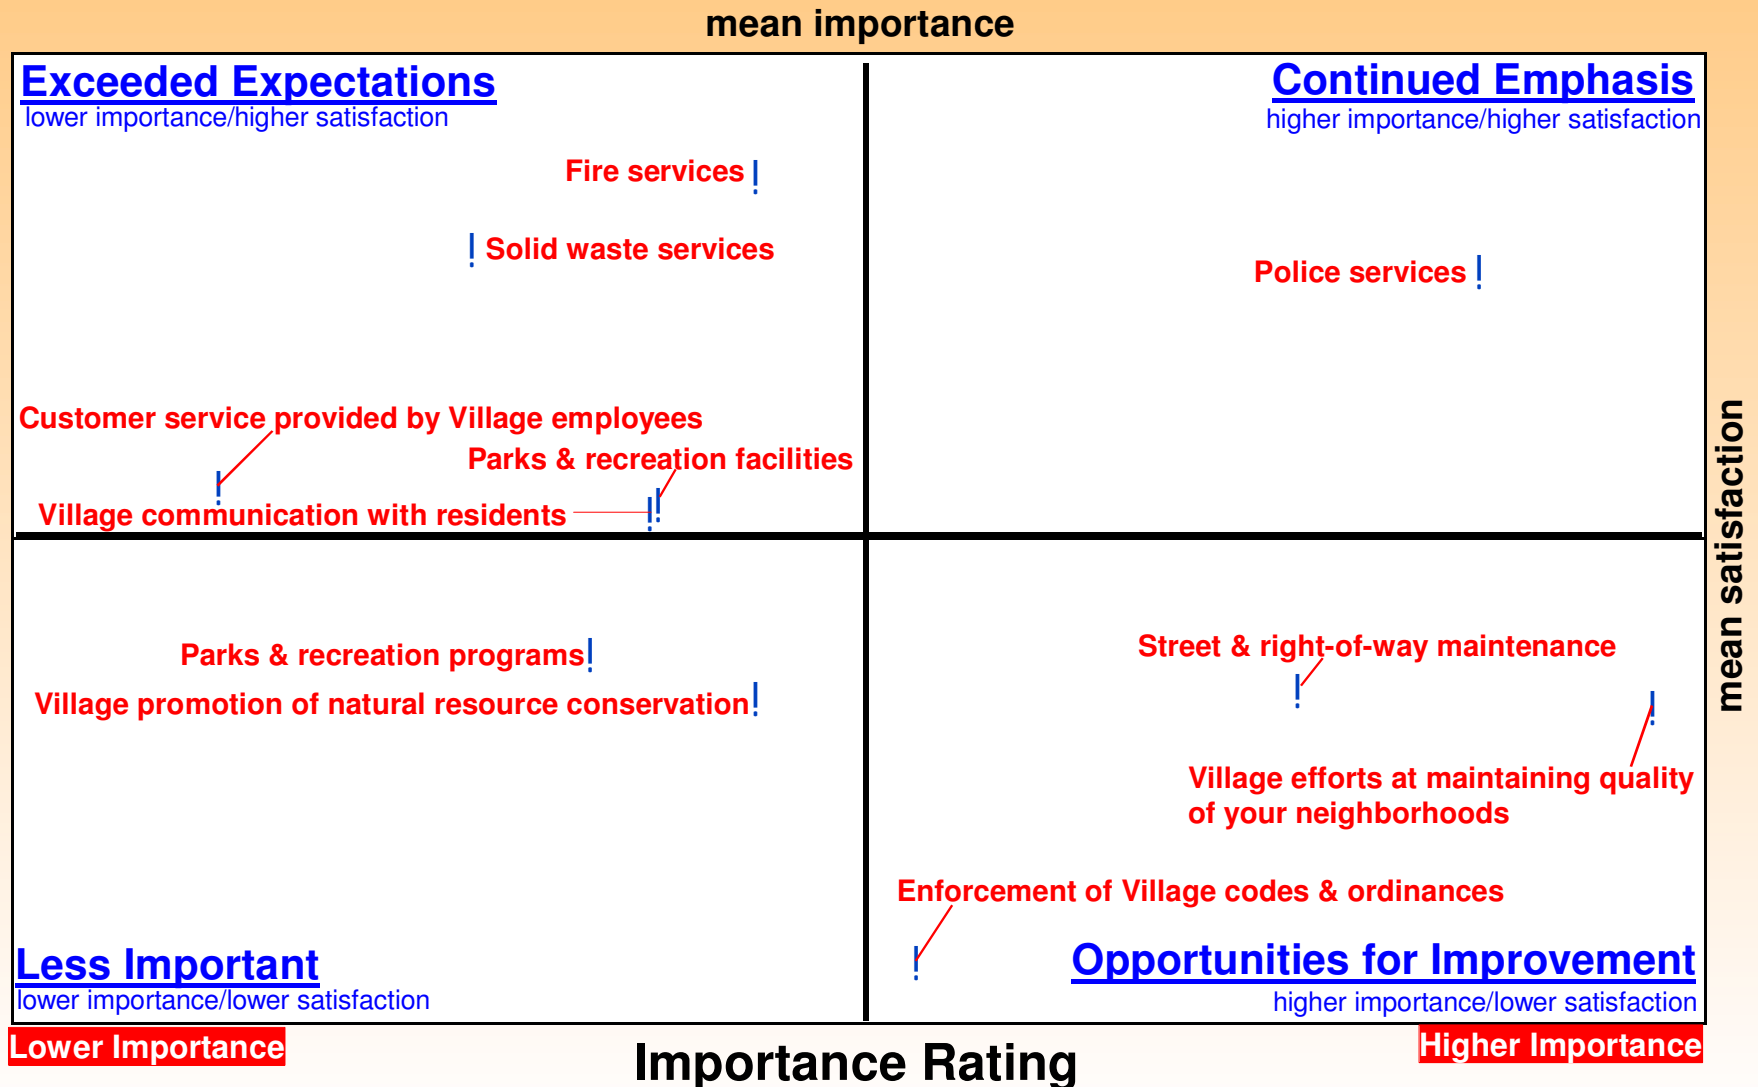 mean importance
Exceeded Expectations
lower importance/higher satisfaction
Continued Emphasis
higher importance/higher satisfaction
Fire services
Solid waste services
Police services
Customer service provided by Village employees
Parks & recreation facilities
Village communication with residents
mean satisfaction
Parks & recreation programs
Village promotion of natural resource conservation
Street & right-of-way maintenance
Village efforts at maintaining quality
of your neighborhoods
Enforcement of Village codes & ordinances
Less Important
lower importance/lower satisfaction
Opportunities for Improvement
higher importance/lower satisfaction
Lower Importance
Importance Rating
Higher Importance